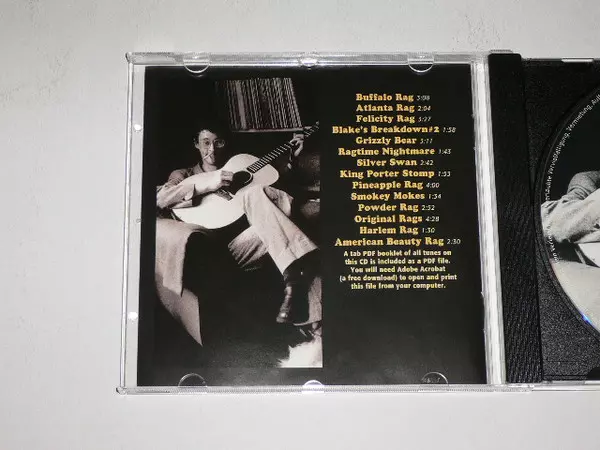 Buffalo Rag 3:08
Atlanta Rag 2:04
Felicity Rag 3:27
Blake's Breakdown#2 1:58
Grizzly Bear 3:11
Ragtime Nightmare 1:43
Silver Swan 2:42
King Porter Stomp 1:53
Pineapple Rag 4:00
Smokey Mokes 1:34
Powder Rag 2:32
Original Rags 4:28
Harlem Rag 1:30
American Beauty Rag 2:30
A tab PDF booklet of all tunes on
this CD is included as a PDF file.
You will need Adobe Acrobat
(a free download) to open and print
this file from your computer.